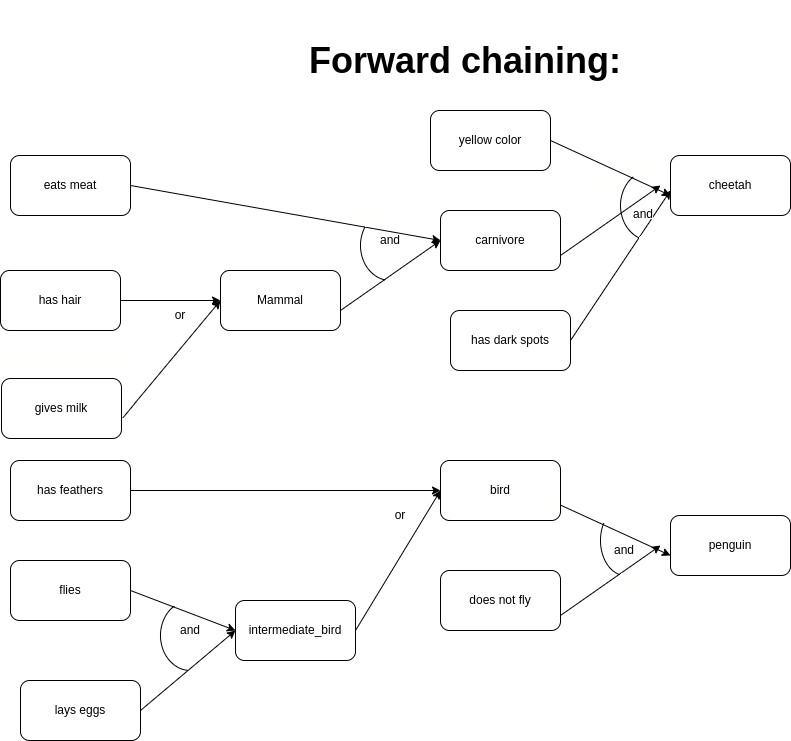 Forward chaining:
yellow color
eats meat
cheetah
and
and
carnivore
has hair
Mammal
or
has dark spots
gives milk
has feathers
bird
or
penguin
and
flies
does not fly
and
intermediate_bird
lays eggs